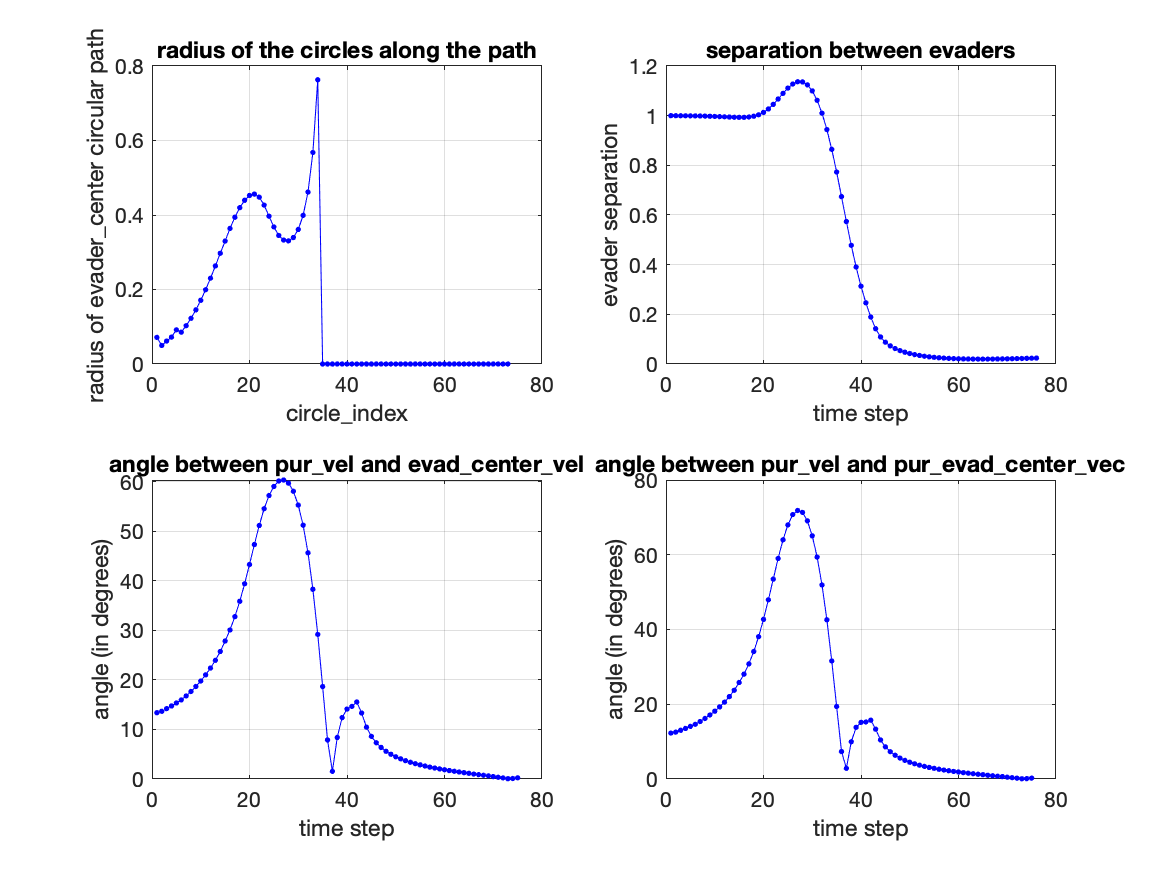 radius of the circles along the path
radius of evader_center circular path
0.8
0.6
0.4
0.2
0
0 20 40 60 80
circle_index
separation between evaders
evader separation
1.2
1
0.8
0.6
0.4
0.2
0
0 20 40 60 80
time step
angle between pur_vel and evad_center_vel
angle (in degrees)
60
50
40
30
20
10
0
0 20 40 60 80
time step
angle between pur_vel and pur_evad_center_vec
angle (in degrees)
80
60
40
20
0
0 20 40 60 80
time step